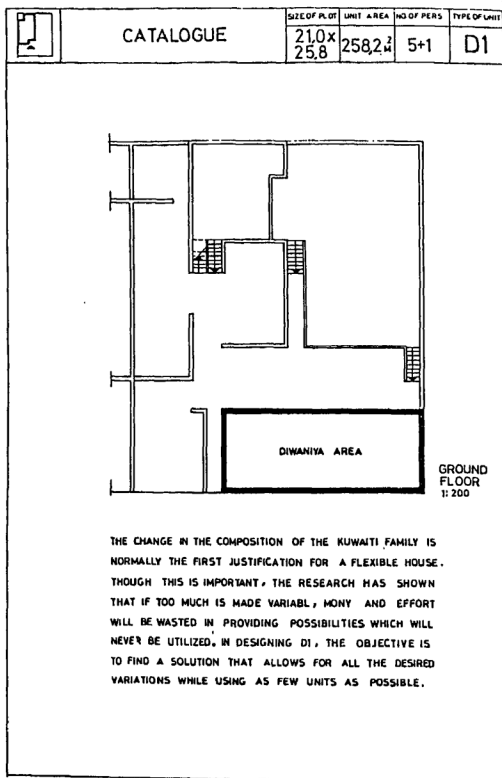 CATALOGUE
SIZE OF PLOT
21,0x
25,8
UNIT AREA
258,2 M²
NO OF PERS
5+1
TYPE OF UNIT
D1
DIWANIYA AREA
GROUND
FLOOR
1:200
THE CHANGE IN THE COMPOSITION OF THE KUWAITI FAMILY IS
NORMALLY THE FIRST JUSTIFICATION FOR A FLEXIBLE HOUSE.
THOUGH THIS IS IMPORTANT, THE RESEARCH HAS SHOWN
THAT IF TOO MUCH IS MADE VARIABL, MONY AND EFFORT
WILL BE WASTED IN PROVIDING POSSIBILITIES WHICH WILL
NEVER BE UTILIZED. IN DESIGNING D1, THE OBJECTIVE IS
TO FIND A SOLUTION THAT ALLOWS FOR ALL THE DESIRED
VARIATIONS WHILE USING AS FEW UNITS AS POSSIBLE.